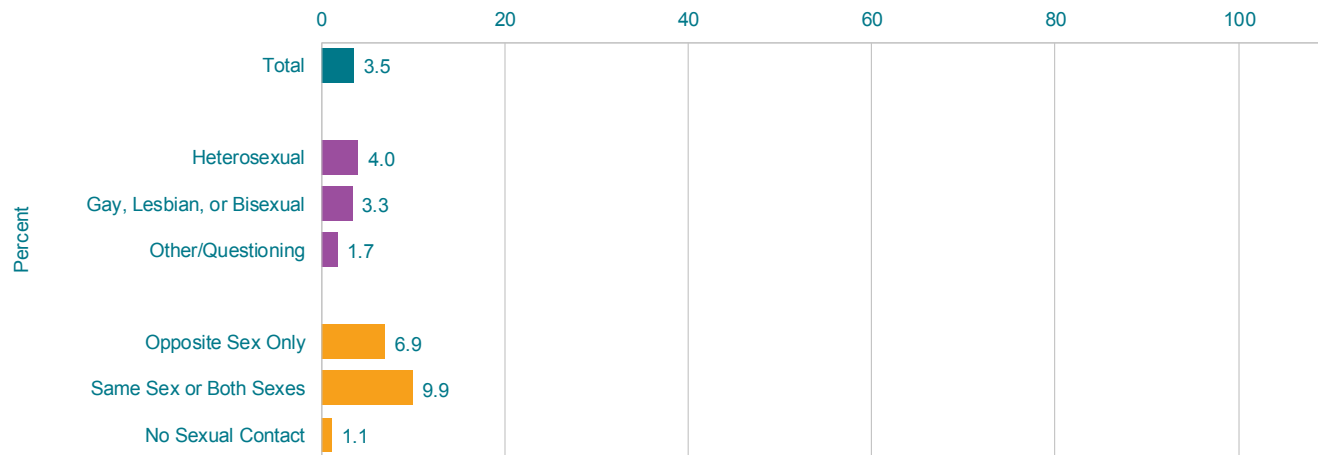 0 20 40 60 80 100
Total 3.5
Heterosexual 4.0
Gay, Lesbian, or Bisexual 3.3
Other/Questioning 1.7
Opposite Sex Only 6.9
Same Sex or Both Sexes 9.9
No Sexual Contact 1.1
Percent